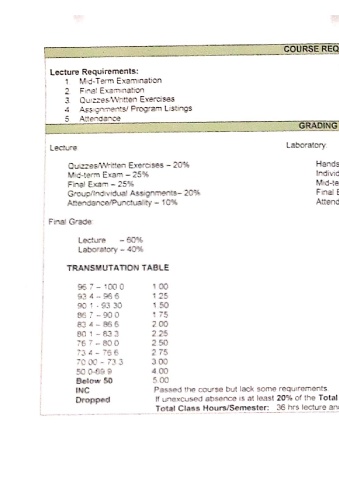 COURSE REQ
Lecture Requirements:
1 Mid-Term Examination
2 Final Examination
3 Quizzes/Written Exercises
4 Assignments/ Program Listings
5 Attendance
GRADING
Lecture
Laboratory
Quizzes/Written Exercises – 20%
Hands
Mid-term Exam – 25%
Individ
Final Exam – 25%
Mid-te
Group/Individual Assignments– 20%
Final E
Attendance/Punctuality – 10%
Attend
Final Grade
Lecture – 60%
Laboratory – 40%
TRANSMUTATION TABLE
96.7 – 100.0 1.00
93.4 – 96.6 1.25
90.1 - 93.30 1.50
86.7 – 90.0 1.75
83.4 – 86.6 2.00
80.1 – 83.3 2.25
76.7 – 80.0 2.50
73.4 – 76.6 2.75
70.00 – 73.3 3.00
50.0-69.9 4.00
Below 50 5.00
INC Passed the course but lack some requirements
Dropped If unexcused absence is at least 20% of the Total
Total Class Hours/Semester: 36 hrs lecture an